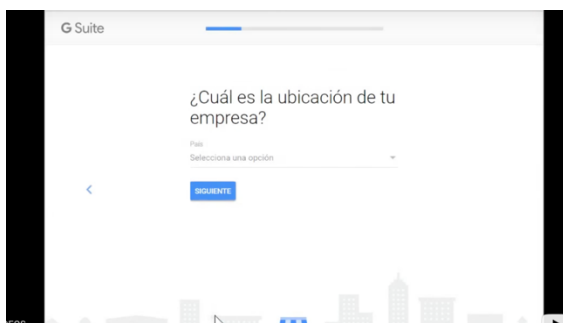 G Suite
¿Cuál es la ubicación de tu
empresa?
País
Selecciona una opción
SIGUIENTE